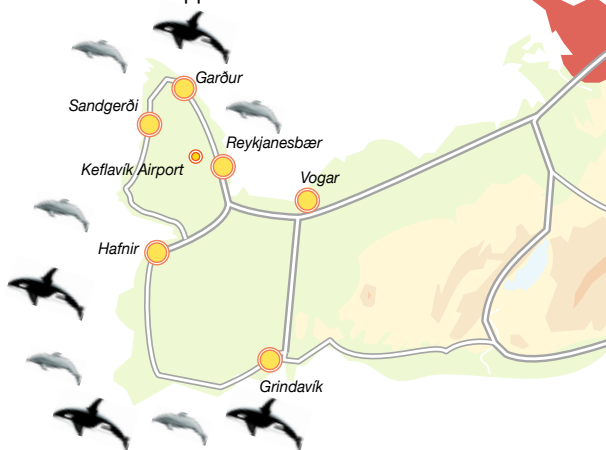 Garður
Sandgerði
Reykjanesbær
Keflavík Airport
Vogar
Hafnir
Grindavík